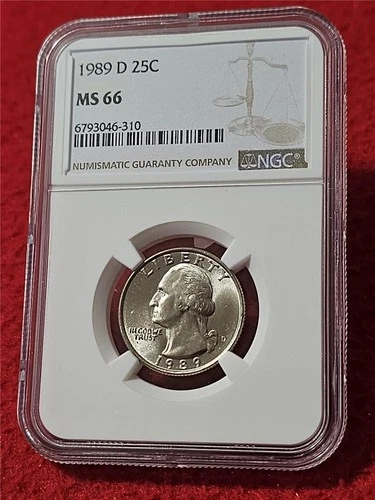 1989 D 25C
MS 66
6793046-310
NUMISMATIC GUARANTY COMPANY
NGC®
LIBERTY
IN GOD WE
TRUST
D
1989